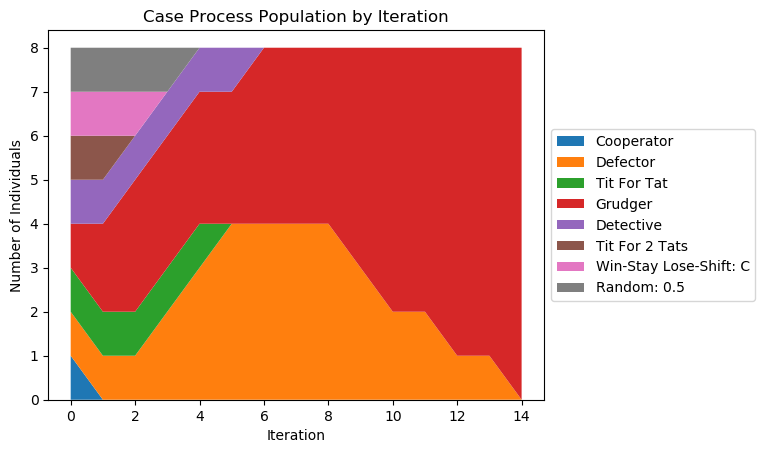 Case Process Population by Iteration
Number of Individuals
8
7
6
5
4
3
2
1
0
0 2 4 6 8 10 12 14
Iteration
Cooperator
Defector
Tit For Tat
Grudger
Detective
Tit For 2 Tats
Win-Stay Lose-Shift: C
Random: 0.5